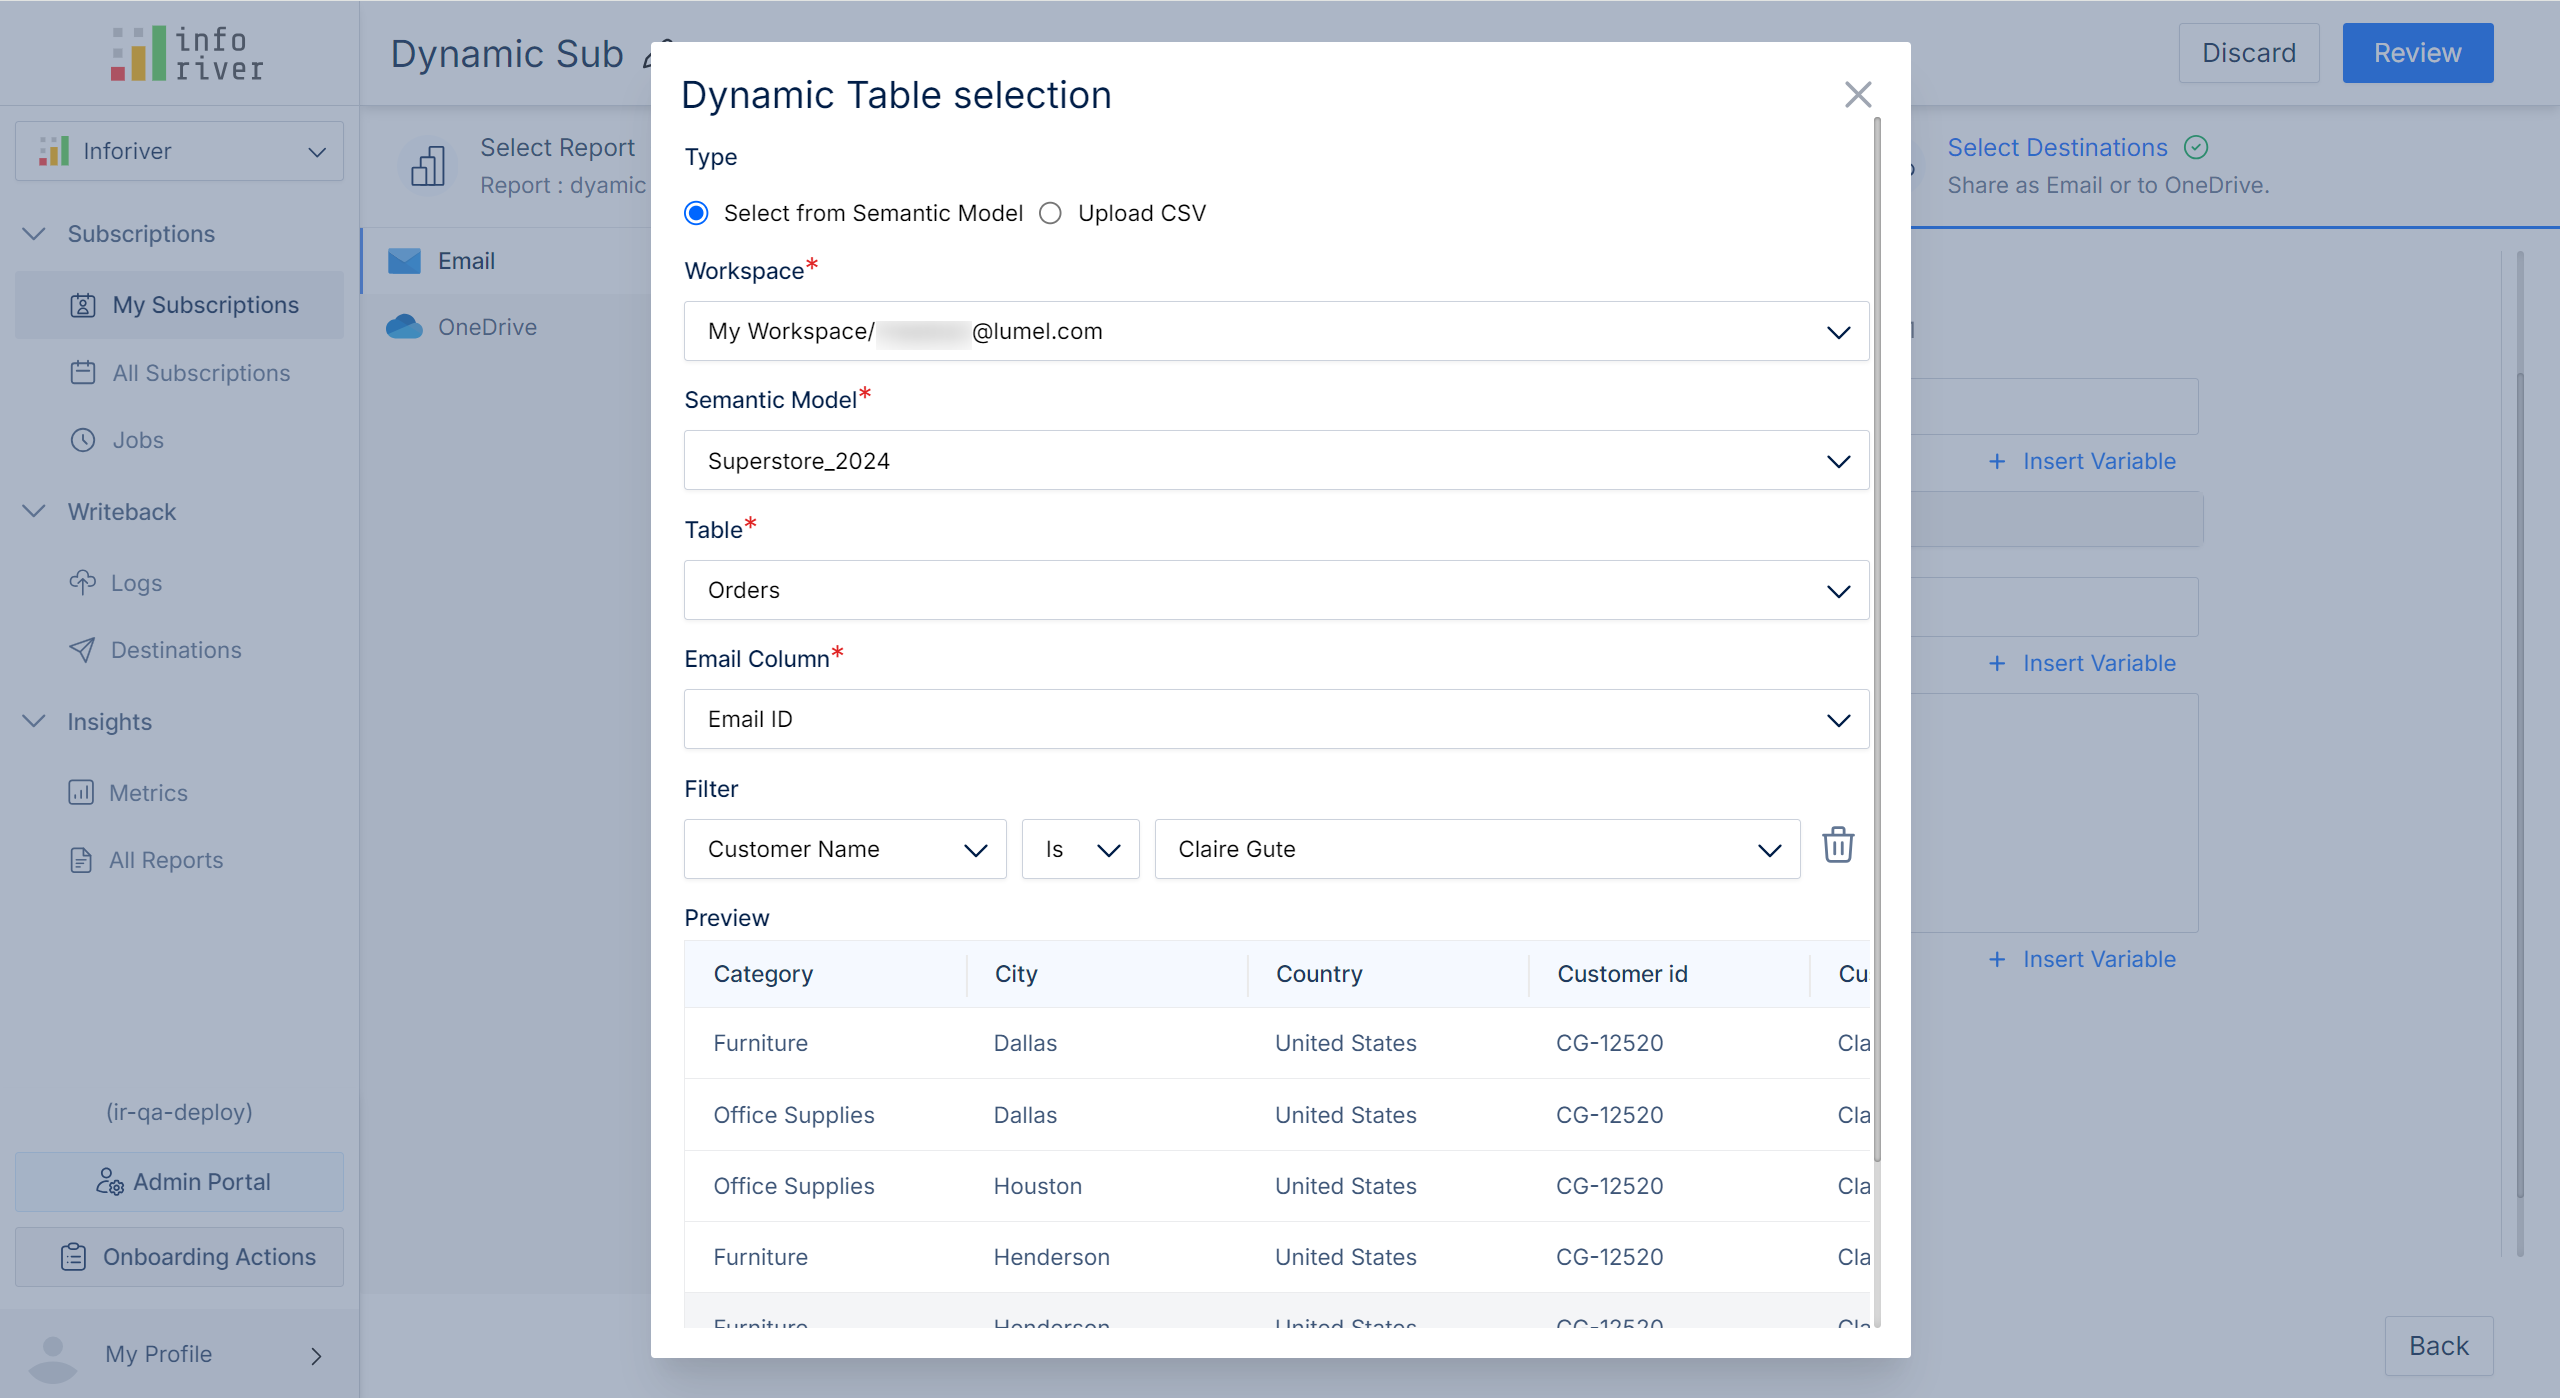 info
river
Dynamic Sub
Discard
Review
Inforiver
Subscriptions
My Subscriptions
All Subscriptions
Jobs
Writeback
Logs
Destinations
Insights
Metrics
All Reports
(ir-qa-deploy)
Admin Portal
Onboarding Actions
My Profile
Select Report
Report : dyamic
Email
OneDrive
Select Destinations
Share as Email or to OneDrive.
+ Insert Variable
+ Insert Variable
+ Insert Variable
Back
Dynamic Table selection
Type
Select from Semantic Model Upload CSV
Workspace*
My Workspace/ @lumel.com
Semantic Model*
Superstore_2024
Table*
Orders
Email Column*
Email ID
Filter
Customer Name Is Claire Gute
Preview
Category City Country Customer id Cu
Furniture Dallas United States CG-12520 Cla
Office Supplies Dallas United States CG-12520 Cla
Office Supplies Houston United States CG-12520 Cla
Furniture Henderson United States CG-12520 Cla
Furniture Henderson United States CG-12520 Cla